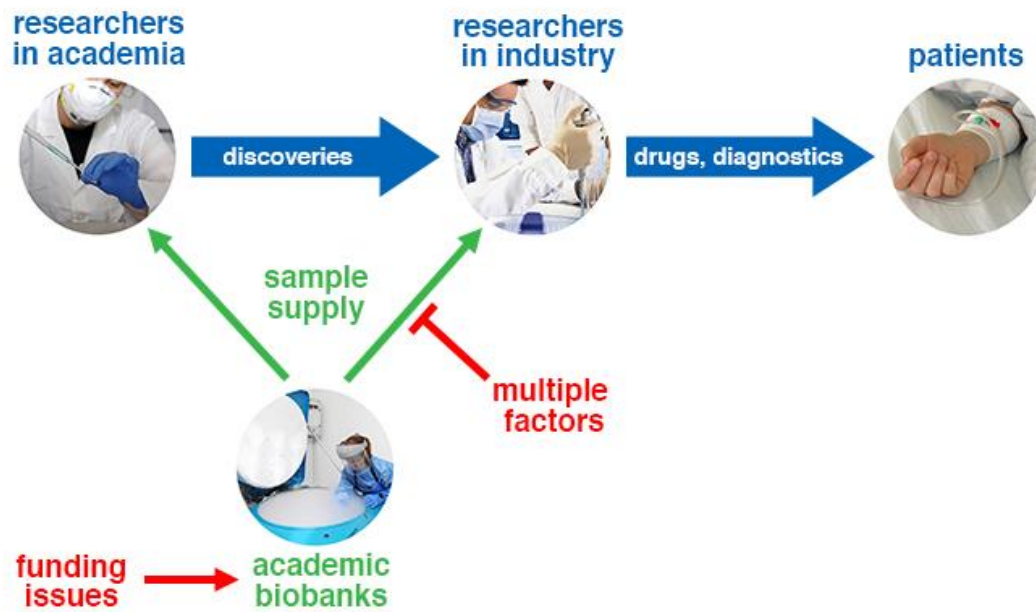 researchers
in academia
researchers
in industry
patients
discoveries
drugs, diagnostics
sample
supply
multiple
factors
funding
issues
academic
biobanks